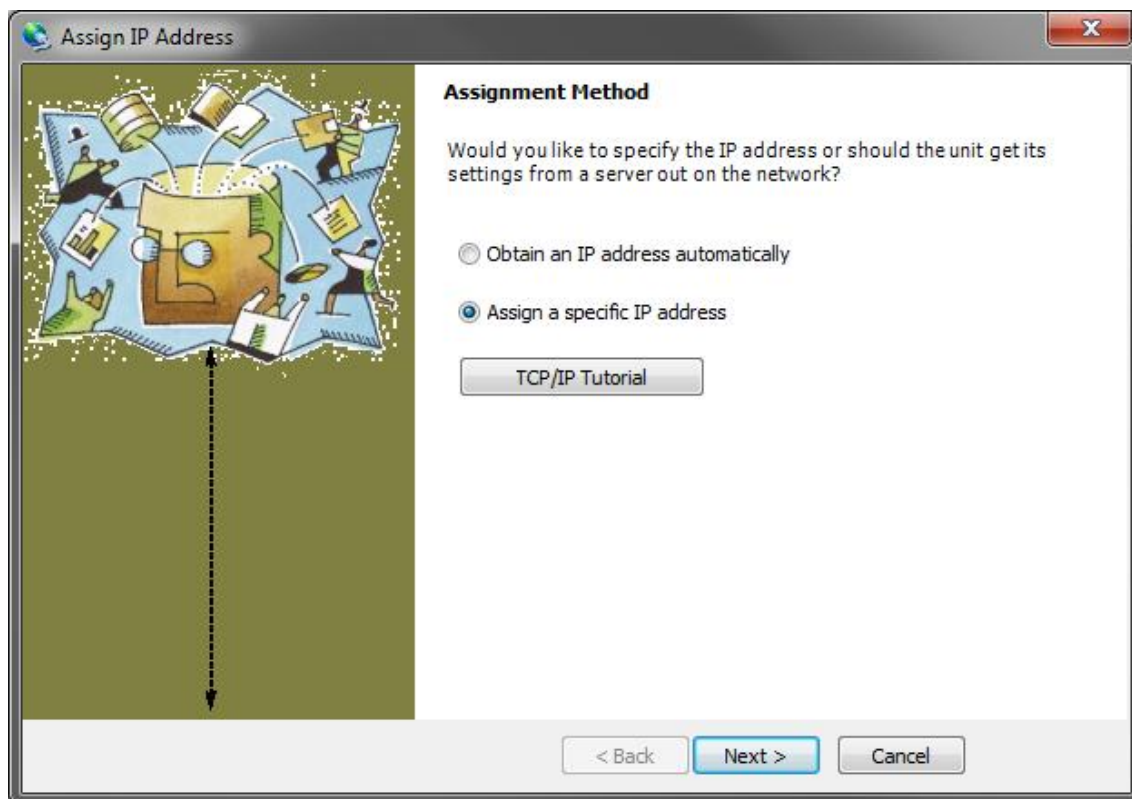 Assign IP Address
Assignment Method
Would you like to specify the IP address or should the unit get its
settings from a server out on the network?
Obtain an IP address automatically
Assign a specific IP address
TCP/IP Tutorial
< Back Next > Cancel